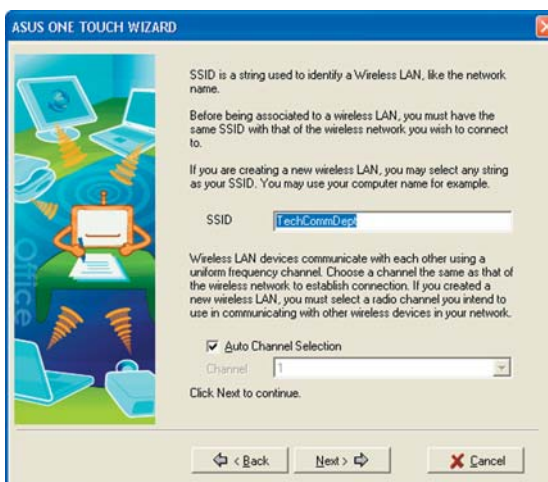 ASUS ONE TOUCH WIZARD
SSID is a string used to identify a Wireless LAN, like the network
name.
Before being associated to a wireless LAN, you must have the
same SSID with that of the wireless network you wish to connect
to.
If you are creating a new wireless LAN, you may select any string
as your SSID. You may use your computer name for example.
SSID TechCommDept
Wireless LAN devices communicate with each other using a
uniform frequency channel. Choose a channel the same as that of
the wireless network to establish connection. If you created a
new wireless LAN, you must select a radio channel you intend to
use in communicating with other wireless devices in your network.
Auto Channel Selection
Channel 1
Click Next to continue.
Office
< Back Next > Cancel